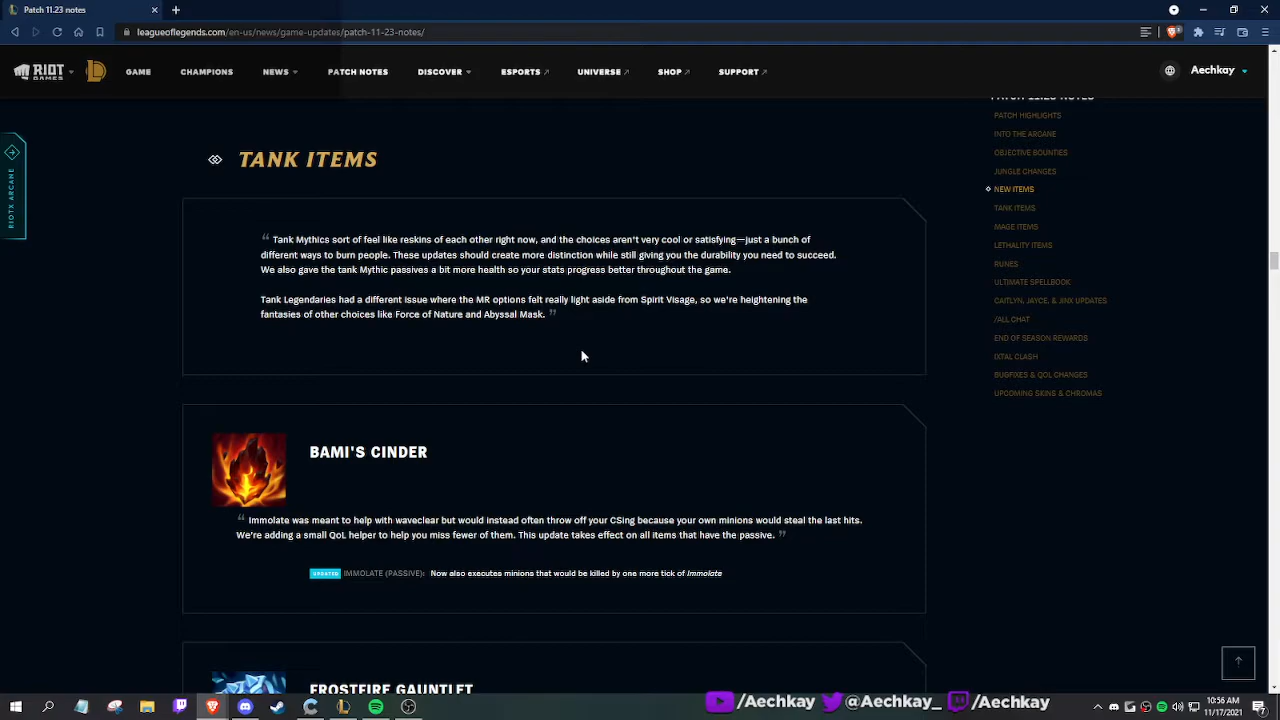 Patch 11.23 notes
leagueoflegends.com/en-us/news/game-updates/patch-11-23-notes/
RIOT GAMES
GAME
CHAMPIONS
NEWS
PATCH NOTES
DISCOVER
ESPORTS
UNIVERSE
SHOP
SUPPORT
Aechkay
PATCH 11.23 NOTES
PATCH HIGHLIGHTS
INTO THE ARCANE
OBJECTIVE BOUNTIES
JUNGLE CHANGES
NEW ITEMS
TANK ITEMS
MAGE ITEMS
LETHALITY ITEMS
RUNES
ULTIMATE SPELLBOOK
CAITLYN, JAYCE, & JINX UPDATES
/ALL CHAT
END OF SEASON REWARDS
IXTAL CLASH
BUGFIXES & QOL CHANGES
UPCOMING SKINS & CHROMAS
RIOTX ARCANE
TANK ITEMS
“ Tank Mythics sort of feel like reskins of each other right now, and the choices aren't very cool or satisfying—just a bunch of
different ways to burn people. These updates should create more distinction while still giving you the durability you need to succeed.
We also gave the tank Mythic passives a bit more health so your stats progress better throughout the game.
Tank Legendaries had a different issue where the MR options felt really light aside from Spirit Visage, so we're heightening the
fantasies of other choices like Force of Nature and Abyssal Mask. ”
BAMI'S CINDER
“ Immolate was meant to help with waveclear but would instead often throw off your CSing because your own minions would steal the last hits.
We're adding a small QoL helper to help you miss fewer of them. This update takes effect on all items that have the passive. ”
UPDATED IMMOLATE (PASSIVE): Now also executes minions that would be killed by one more tick of Immolate
FROSTFIRE GAUNTLET
/Aechkay
@Aechkay_
/Aechkay
10:56 AM
11/17/2021